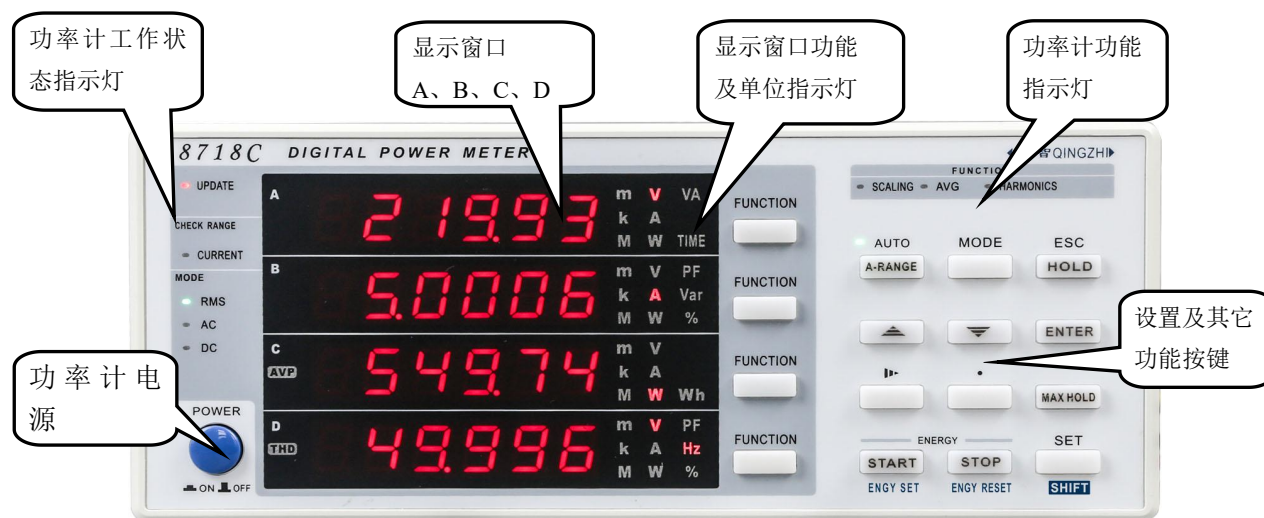 功率计工作状
态指示灯
显示窗口
A、B、C、D
显示窗口功能
及单位指示灯
功率计功能
指示灯
8718C DIGITAL POWER METER
QINGZHI
UPDATE
CHECK RANGE
CURRENT
MODE
RMS
AC
DC
功率计电
源
POWER
ON OFF
A 219.93 m V VA
k A
M W TIME
FUNCTION
B 5.0006 m V PF
k A Var
M W %
FUNCTION
C 549.74 m V
AVP k A
M W Wh
FUNCTION
D 49.996 m V PF
THD k A Hz
M W %
FUNCTION
SCALING AVG
AUTO MODE ESC
A-RANGE HOLD
ENTER
设置及其它
功能按键
MAX HOLD
ENERGY SET
START STOP
ENGY SET ENGY RESET SHIFT